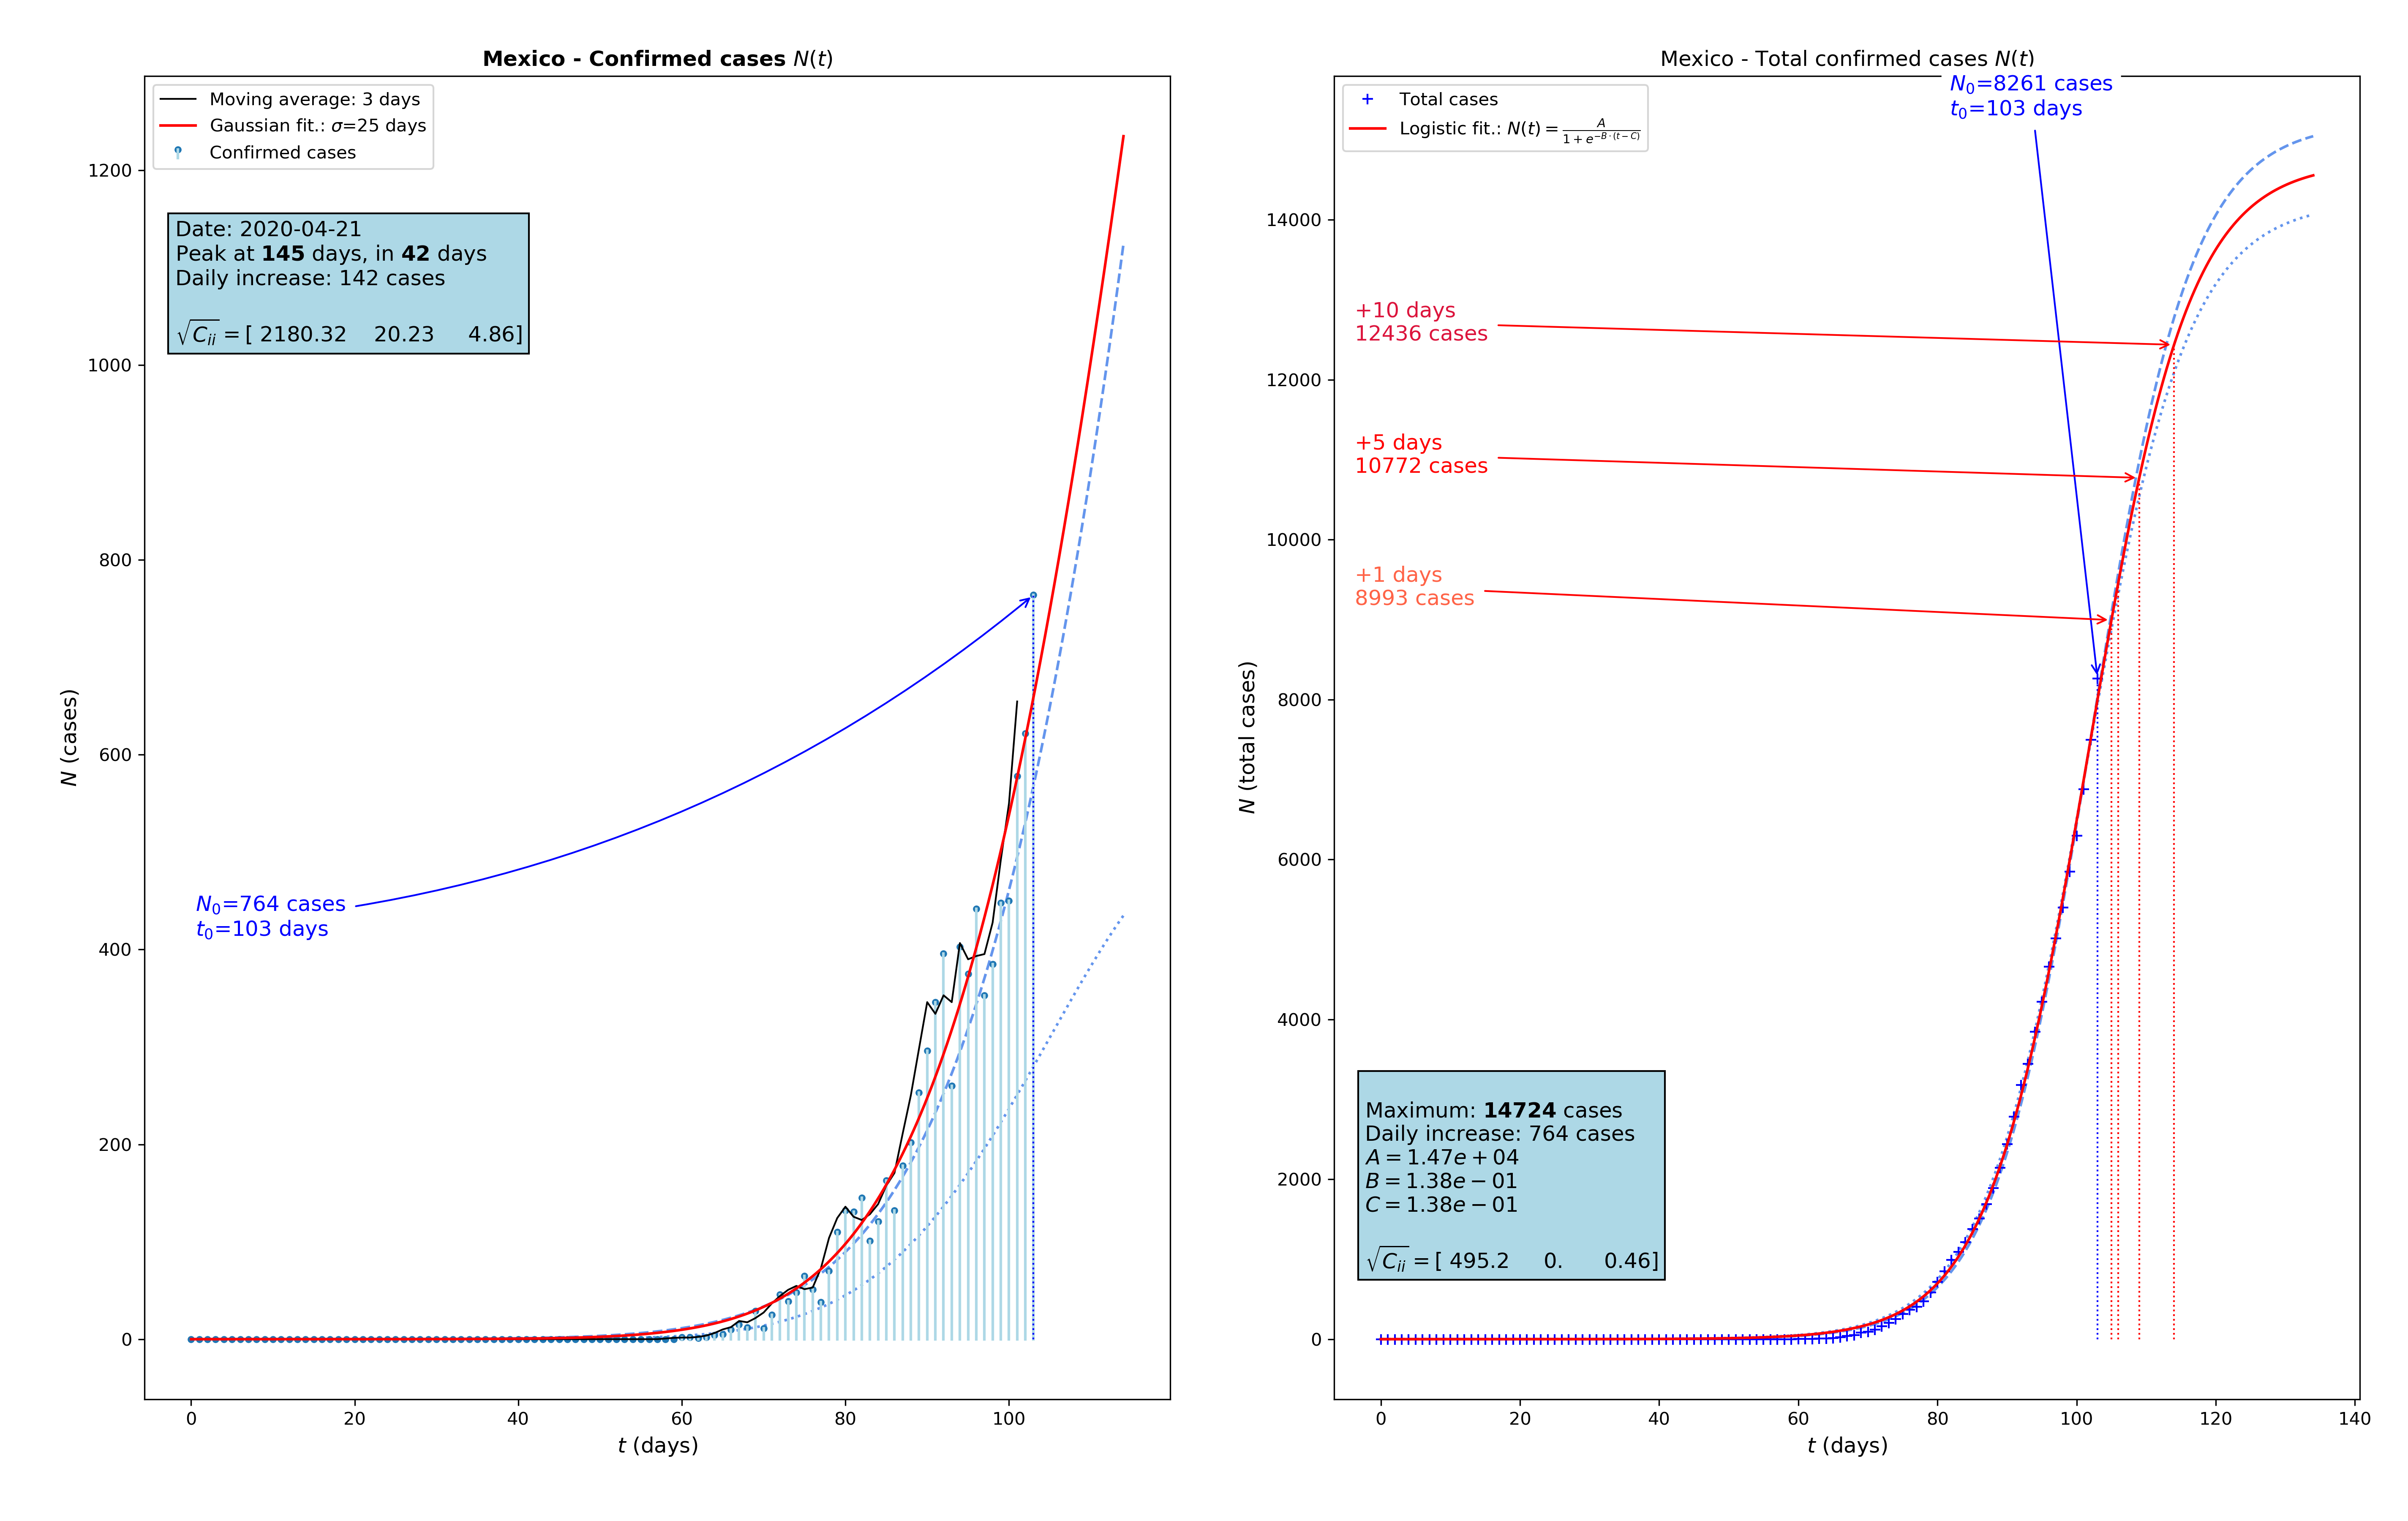 Mexico - Confirmed cases N(t)
Moving average: 3 days
Gaussian fit.: σ=25 days
Confirmed cases
Date: 2020-04-21
Peak at 145 days, in 42 days
Daily increase: 142 cases
√C_ii = [ 2180.32 20.23 4.86]
N_0=764 cases
t_0=103 days
1200
1000
800
600
400
200
0
N (cases)
0 20 40 60 80 100
t (days)
Mexico - Total confirmed cases N(t)
N_0=8261 cases
t_0=103 days
Total cases
Logistic fit.: N(t) = A / (1 + e^{-B·(t-C)})
+10 days
12436 cases
+5 days
10772 cases
+1 days
8993 cases
Maximum: 14724 cases
Daily increase: 764 cases
A = 1.47e + 04
B = 1.38e − 01
C = 1.38e − 01
√C_ii = [ 495.2 0. 0.46]
14000
12000
10000
8000
6000
4000
2000
0
N (total cases)
0 20 40 60 80 100 120 140
t (days)